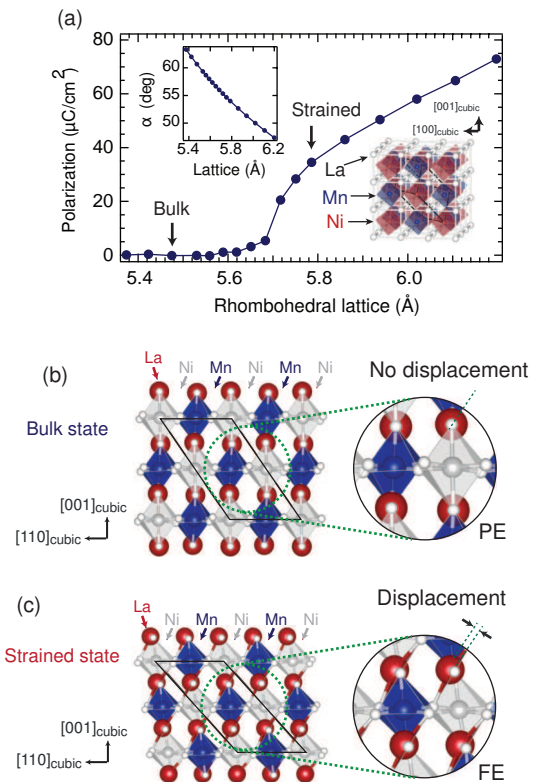 (a)
80
60
40
20
0
Polarization (μC/cm²)
65
60
55
50
α (deg)
5.4 5.8 6.2
Lattice (Å)
Strained
Bulk
[001]cubic
[100]cubic
La
Mn
Ni
5.4 5.6 5.8 6.0
Rhombohedral lattice (Å)
(b)
La Ni Mn Ni Mn Ni
No displacement
Bulk state
[001]cubic
[110]cubic
PE
(c)
La Ni Mn Ni Mn Ni
Displacement
Strained state
[001]cubic
[110]cubic
FE